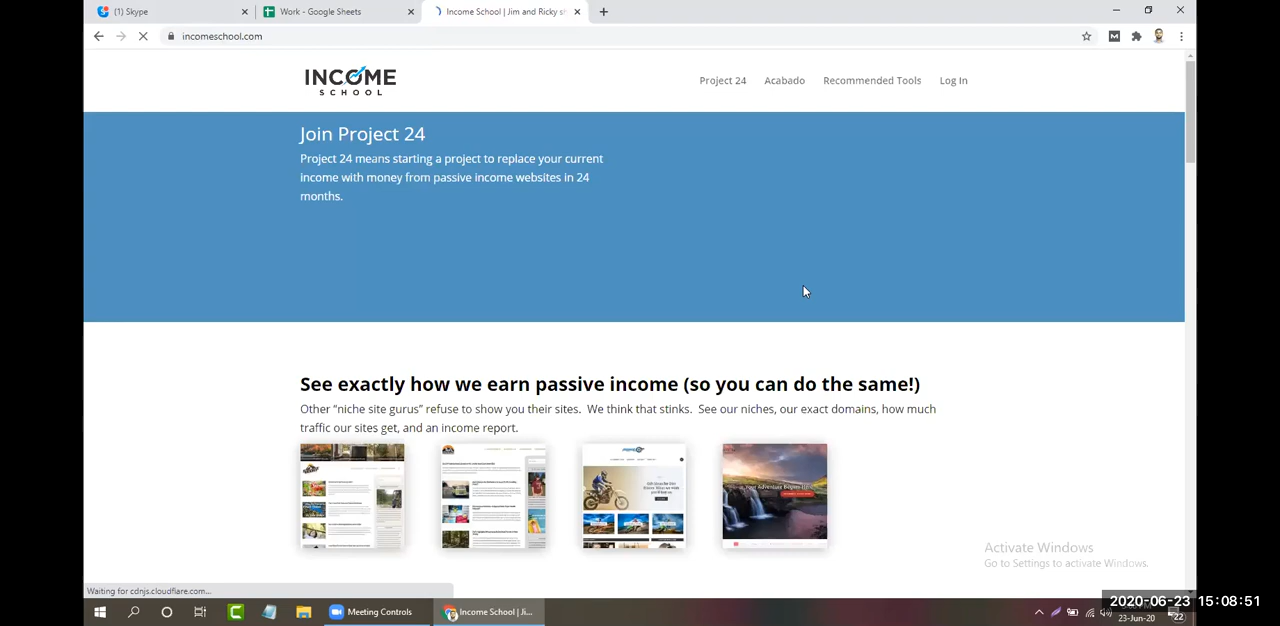 (1) Skype
Work - Google Sheets
Income School | Jim and Ricky sh
incomeschool.com
INCOME
SCHOOL
Project 24
Acabado
Recommended Tools
Log In
Join Project 24
Project 24 means starting a project to replace your current
income with money from passive income websites in 24
months.
See exactly how we earn passive income (so you can do the same!)
Other “niche site gurus” refuse to show you their sites. We think that stinks. See our niches, our exact domains, how much
traffic our sites get, and an income report.
Activate Windows
Go to Settings to activate Windows.
Waiting for cdnjs.cloudflare.com...
Meeting Controls
Income School | Ji...
2020-06-23 15:08:51
23-Jun-20
22